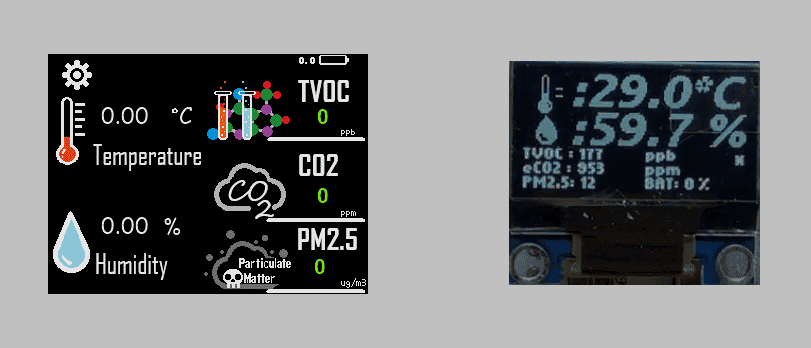 0.0
0.00 °C
Temperature
0.00 %
Humidity
TVOC
0
ppb
CO2
CO2
0
ppm
PM2.5
Particulate
Matter
0
ug/m3
:29.0°C
:59.7 %
TVOC : 177 ppb
eCO2 : 953 ppm
PM2.5: 12 BAT: 0 %